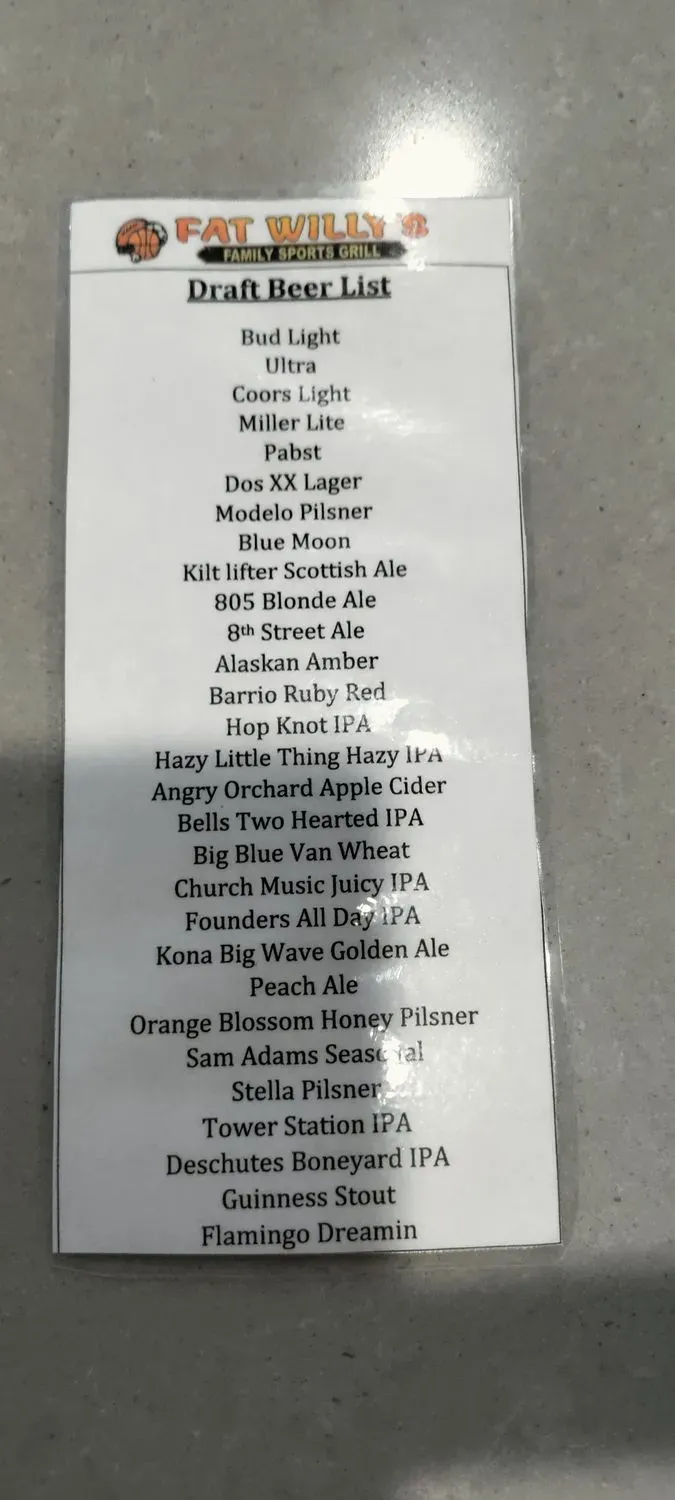 FAT WILLY'S
FAMILY SPORTS GRILL
Draft Beer List
Bud Light
Ultra
Coors Light
Miller Lite
Pabst
Dos XX Lager
Modelo Pilsner
Blue Moon
Kilt lifter Scottish Ale
805 Blonde Ale
8th Street Ale
Alaskan Amber
Barrio Ruby Red
Hop Knot IPA
Hazy Little Thing Hazy IPA
Angry Orchard Apple Cider
Bells Two Hearted IPA
Big Blue Van Wheat
Church Music Juicy IPA
Founders All Day IPA
Kona Big Wave Golden Ale
Peach Ale
Orange Blossom Honey Pilsner
Sam Adams Seasonal
Stella Pilsner
Tower Station IPA
Deschutes Boneyard IPA
Guinness Stout
Flamingo Dreamin